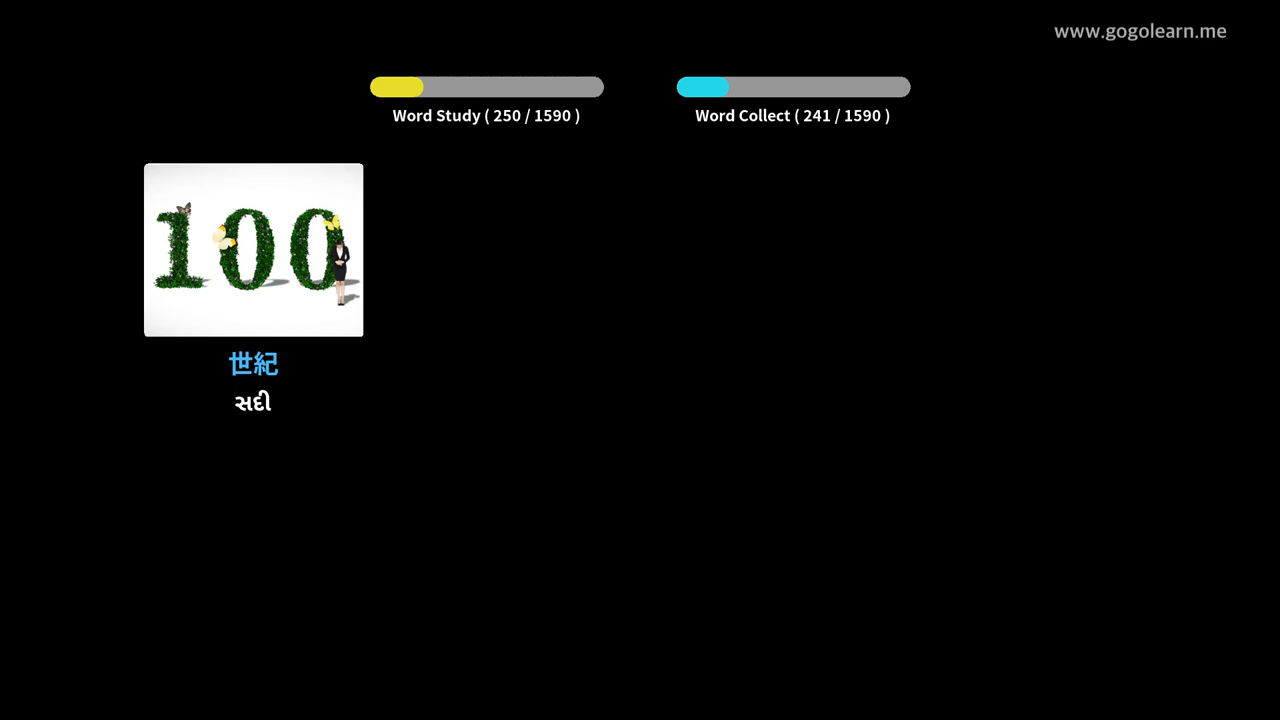 www.gogolearn.me
Word Study ( 250 / 1590 )
Word Collect ( 241 / 1590 )
100
世紀
સદી